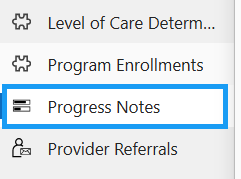 Level of Care Determ...
Program Enrollments
Progress Notes
Provider Referrals